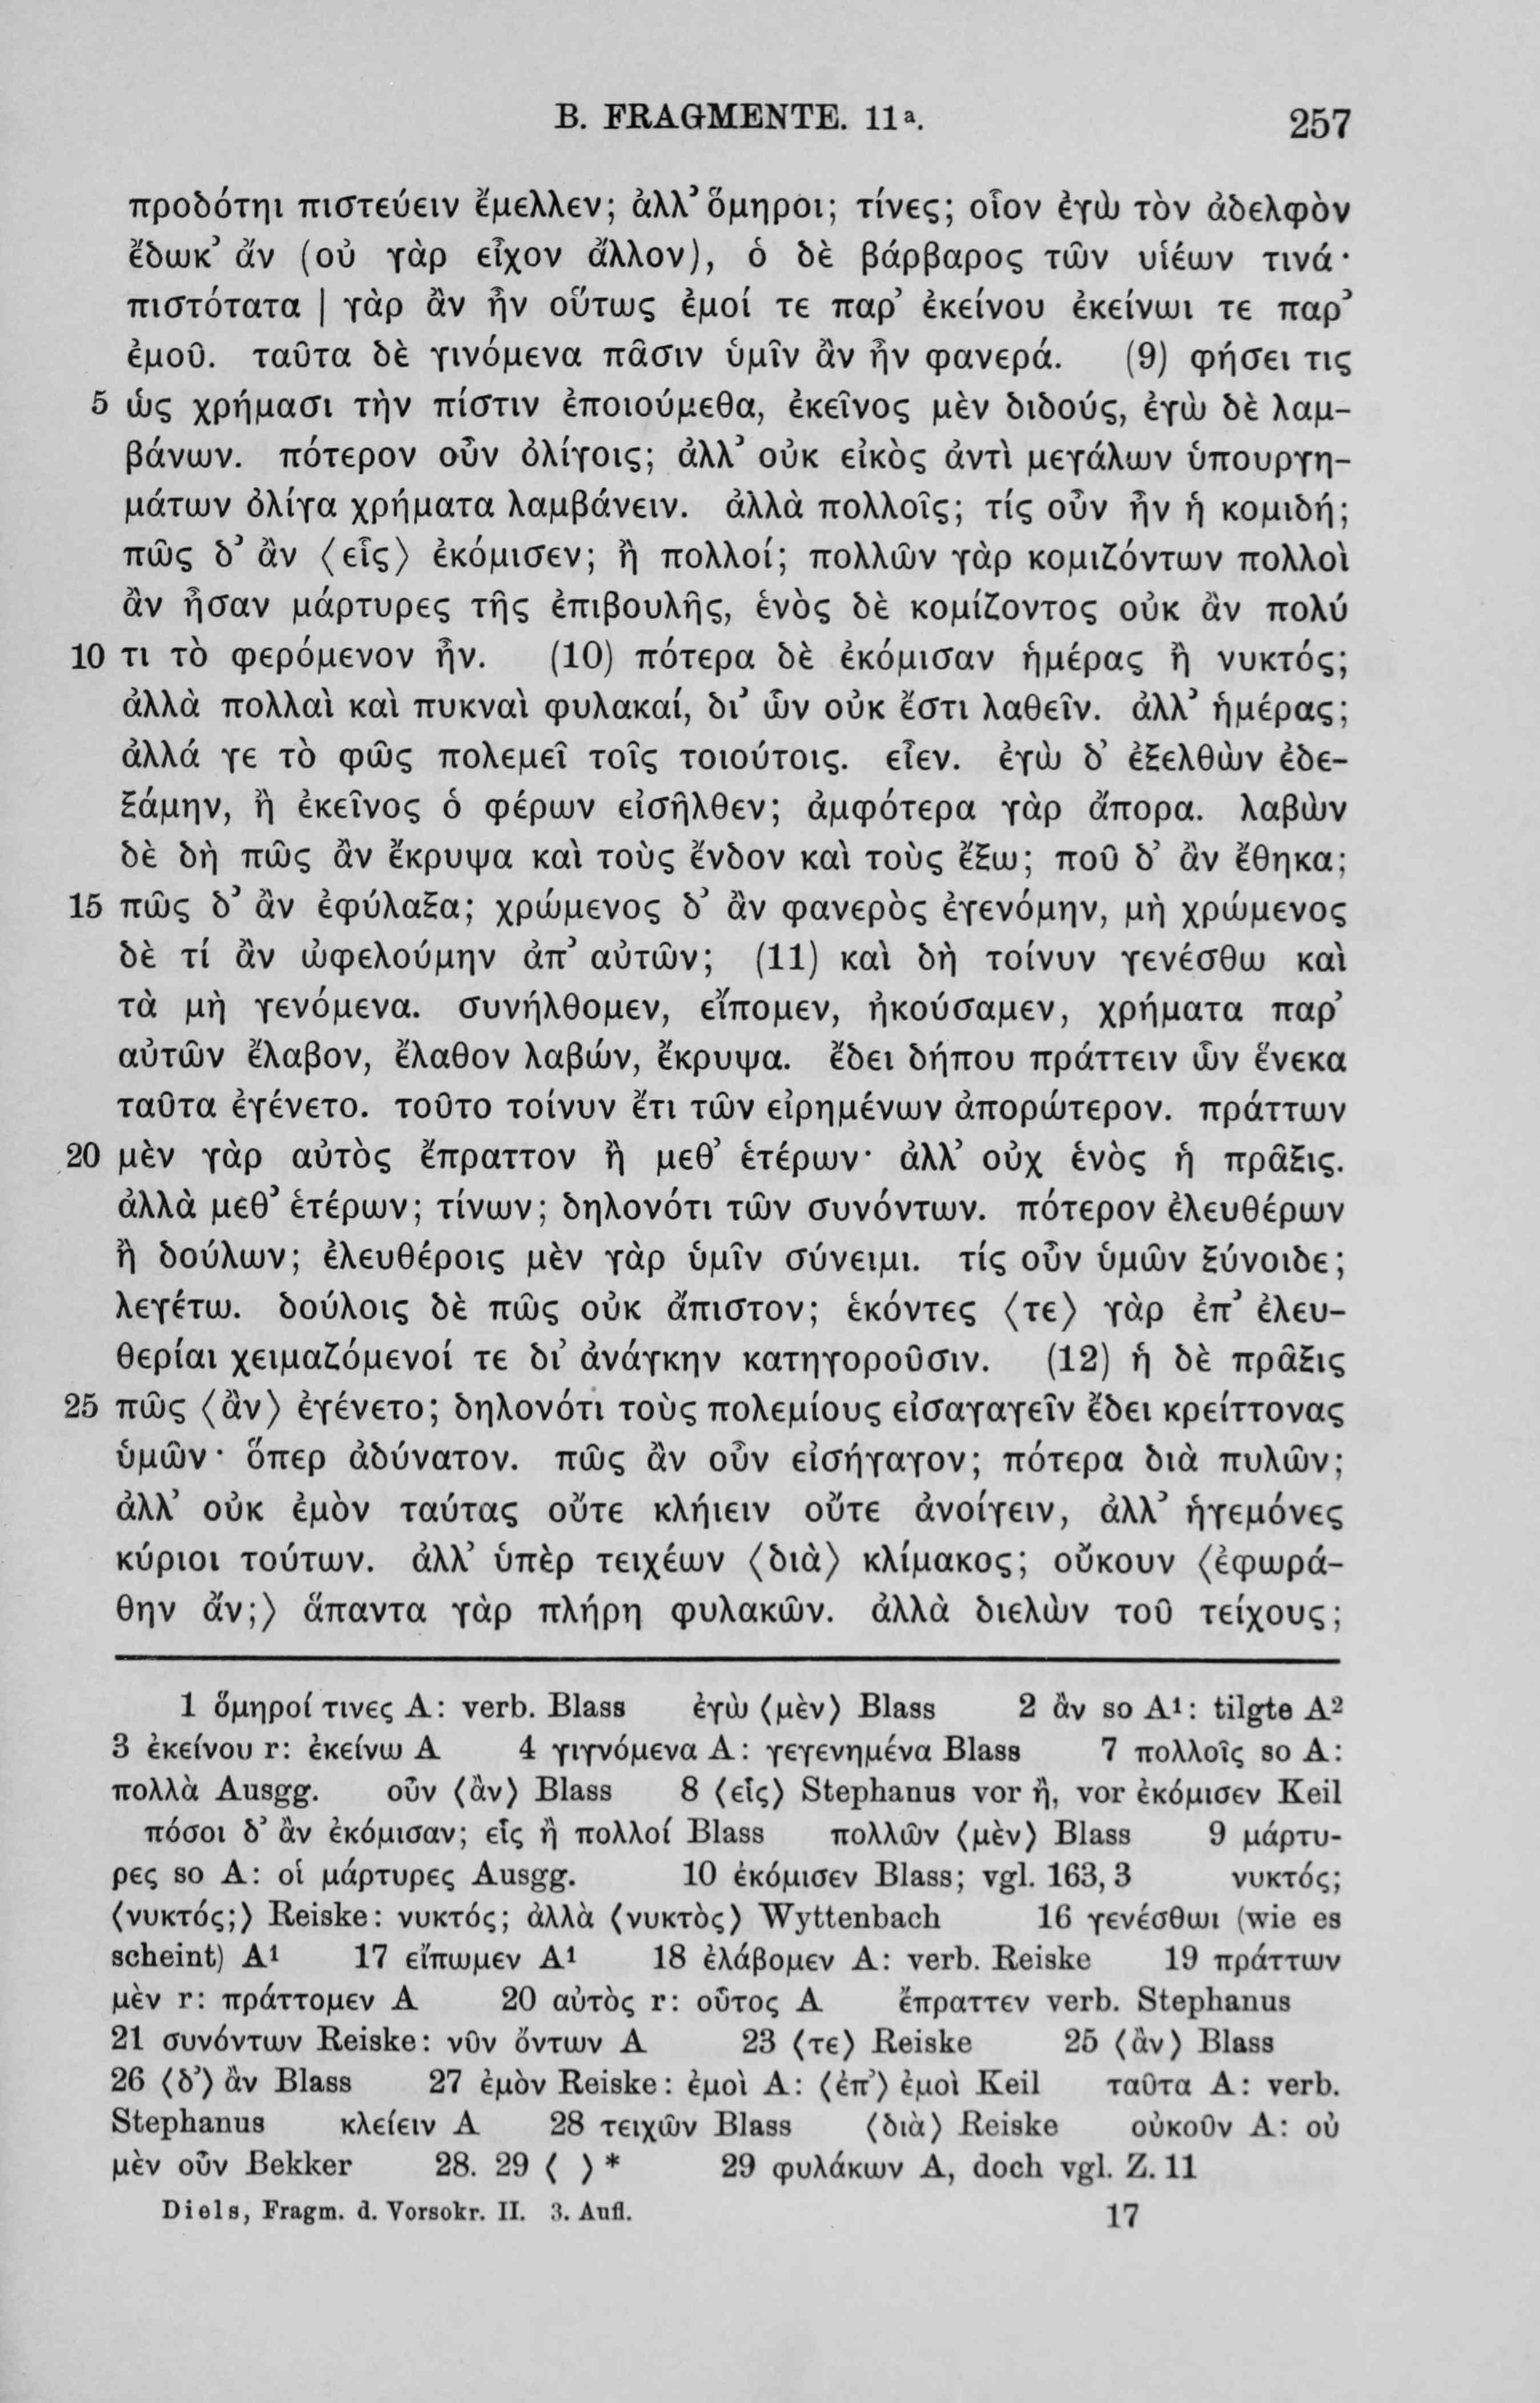 B. FRAGMENTE. 11ª. 257
προδότηι πιστεύειν ἔμελλεν; ἀλλ' ὅμηροι; τίνες; οἷον ἐγὼ τὸν ἀδελφὸν
ἔδωκ' ἄν (οὐ γὰρ εἶχον ἄλλον), ὁ δὲ βάρβαρος τῶν υἱέων τινά·
πιστότατα | γὰρ ἂν ἦν οὕτως ἐμοί τε παρ' ἐκείνου ἐκείνωι τε παρ'
ἐμοῦ. ταῦτα δὲ γινόμενα πᾶσιν ὑμῖν ἂν ἦν φανερά. (9) φήσει τις
5 ὡς χρήμασι τὴν πίστιν ἐποιούμεθα, ἐκεῖνος μὲν διδούς, ἐγὼ δὲ λαμ-
βάνων. πότερον οὖν ὀλίγοις; ἀλλ' οὐκ εἰκὸς ἀντὶ μεγάλων ὑπουργη-
μάτων ὀλίγα χρήματα λαμβάνειν. ἀλλὰ πολλοῖς; τίς οὖν ἦν ἡ κομιδή;
πῶς δ' ἂν ⟨εἷς⟩ ἐκόμισεν; ἢ πολλοί; πολλῶν γὰρ κομιζόντων πολλοὶ
ἂν ἦσαν μάρτυρες τῆς ἐπιβουλῆς, ἑνὸς δὲ κομίζοντος οὐκ ἂν πολύ
10 τι τὸ φερόμενον ἦν. (10) πότερα δὲ ἐκόμισαν ἡμέρας ἢ νυκτός;
ἀλλὰ πολλαὶ καὶ πυκναὶ φυλακαί, δι' ὧν οὐκ ἔστι λαθεῖν. ἀλλ' ἡμέρας;
ἀλλά γε τὸ φῶς πολεμεῖ τοῖς τοιούτοις. εἶεν. ἐγὼ δ' ἐξελθὼν ἐδε-
ξάμην, ἢ ἐκεῖνος ὁ φέρων εἰσῆλθεν; ἀμφότερα γὰρ ἄπορα. λαβὼν
δὲ δὴ πῶς ἂν ἔκρυψα καὶ τοὺς ἔνδον καὶ τοὺς ἔξω; ποῦ δ' ἂν ἔθηκα;
15 πῶς δ' ἂν ἐφύλαξα; χρώμενος δ' ἂν φανερὸς ἐγενόμην, μὴ χρώμενος
δὲ τί ἂν ὠφελούμην ἀπ' αὐτῶν; (11) καὶ δὴ τοίνυν γενέσθω καὶ
τὰ μὴ γενόμενα. συνήλθομεν, εἴπομεν, ἠκούσαμεν, χρήματα παρ'
αὐτῶν ἔλαβον, ἔλαθον λαβών, ἔκρυψα. ἔδει δήπου πράττειν ὧν ἕνεκα
ταῦτα ἐγένετο. τοῦτο τοίνυν ἔτι τῶν εἰρημένων ἀπορώτερον. πράττων
20 μὲν γὰρ αὐτὸς ἔπραττον ἢ μεθ' ἑτέρων· ἀλλ' οὐχ ἑνὸς ἡ πρᾶξις.
ἀλλὰ μεθ' ἑτέρων; τίνων; δηλονότι τῶν συνόντων. πότερον ἐλευθέρων
ἢ δούλων; ἐλευθέροις μὲν γὰρ ὑμῖν σύνειμι. τίς οὖν ὑμῶν ξύνοιδε;
λεγέτω. δούλοις δὲ πῶς οὐκ ἄπιστον; ἑκόντες ⟨τε⟩ γὰρ ἐπ' ἐλευ-
θερίαι χειμαζόμενοί τε δι' ἀνάγκην κατηγοροῦσιν. (12) ἡ δὲ πρᾶξις
25 πῶς ⟨ἂν⟩ ἐγένετο; δηλονότι τοὺς πολεμίους εἰσαγαγεῖν ἔδει κρείττονας
ὑμῶν· ὅπερ ἀδύνατον. πῶς ἂν οὖν εἰσήγαγον; πότερα διὰ πυλῶν;
ἀλλ' οὐκ ἐμὸν ταύτας οὔτε κλήιειν οὔτε ἀνοίγειν, ἀλλ' ἡγεμόνες
κύριοι τούτων. ἀλλ' ὑπὲρ τειχέων ⟨διὰ⟩ κλίμακος; οὔκουν ⟨ἐφωρά-
θην ἄν;⟩ ἅπαντα γὰρ πλήρη φυλακῶν. ἀλλὰ διελὼν τοῦ τείχους;
1 ὅμηροί τινες A: verb. Blass ἐγὼ ⟨μὲν⟩ Blass 2 ἂν so A¹: tilgte A²
3 ἐκείνου r: ἐκείνω A 4 γιγνόμενα A: γεγενημένα Blass 7 πολλοῖς so A:
πολλὰ Ausgg. οὖν ⟨ἂν⟩ Blass 8 ⟨εἷς⟩ Stephanus vor ἢ, vor ἐκόμισεν Keil
πόσοι δ' ἂν ἐκόμισαν; εἷς ἢ πολλοί Blass πολλῶν ⟨μὲν⟩ Blass 9 μάρτυ-
ρες so A: οἱ μάρτυρες Ausgg. 10 ἐκόμισεν Blass; vgl. 163, 3 νυκτός;
⟨νυκτός;⟩ Reiske: νυκτός; ἀλλὰ ⟨νυκτὸς⟩ Wyttenbach 16 γενέσθωι (wie es
scheint) A¹ 17 εἴπωμεν A¹ 18 ἐλάβομεν A: verb. Reiske 19 πράττων
μὲν r: πράττομεν A 20 αὐτὸς r: οὗτος A ἔπραττεν verb. Stephanus
21 συνόντων Reiske: νῦν ὄντων A 23 ⟨τε⟩ Reiske 25 ⟨ἂν⟩ Blass
26 ⟨δ'⟩ ἂν Blass 27 ἐμὸν Reiske: ἐμοὶ A: ⟨ἐπ'⟩ ἐμοὶ Keil ταῦτα A: verb.
Stephanus κλείειν A 28 τειχῶν Blass ⟨διὰ⟩ Reiske οὐκοῦν A: οὐ
μὲν οὖν Bekker 28. 29 ⟨ ⟩ * 29 φυλάκων A, doch vgl. Z. 11
Diels, Fragm. d. Vorsokr. II. 3. Aufl. 17